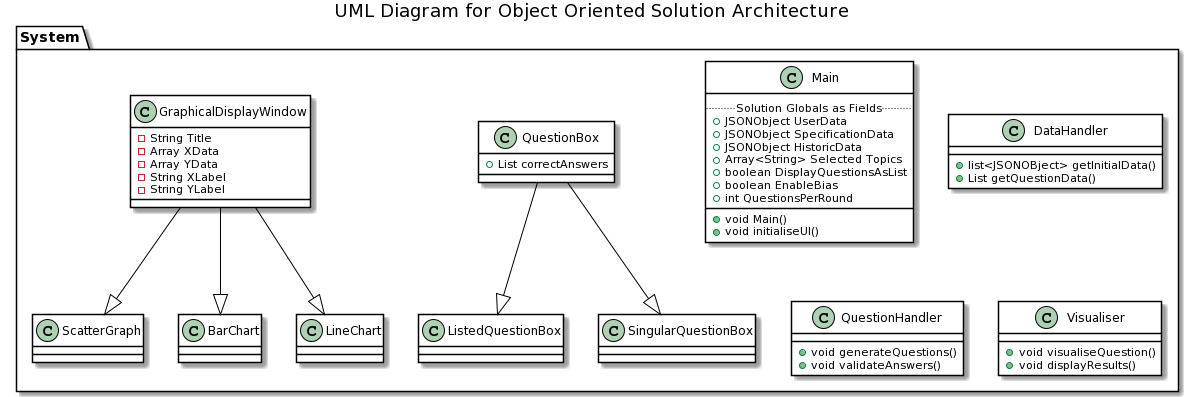 UML Diagram for Object Oriented Solution Architecture
System
C GraphicalDisplayWindow
String Title
Array XData
Array YData
String XLabel
String YLabel
C QuestionBox
List correctAnswers
C Main
Solution Globals as Fields
JSONObject UserData
JSONObject SpecificationData
JSONObject HistoricData
Array<String> Selected Topics
boolean DisplayQuestionsAsList
boolean EnableBias
int QuestionsPerRound
void Main()
void initialiseUI()
C DataHandler
list<JSONOBject> getInitialData()
List getQuestionData()
C ScatterGraph
C BarChart
C LineChart
C ListedQuestionBox
C SingularQuestionBox
C QuestionHandler
void generateQuestions()
void validateAnswers()
C Visualiser
void visualiseQuestion()
void displayResults()